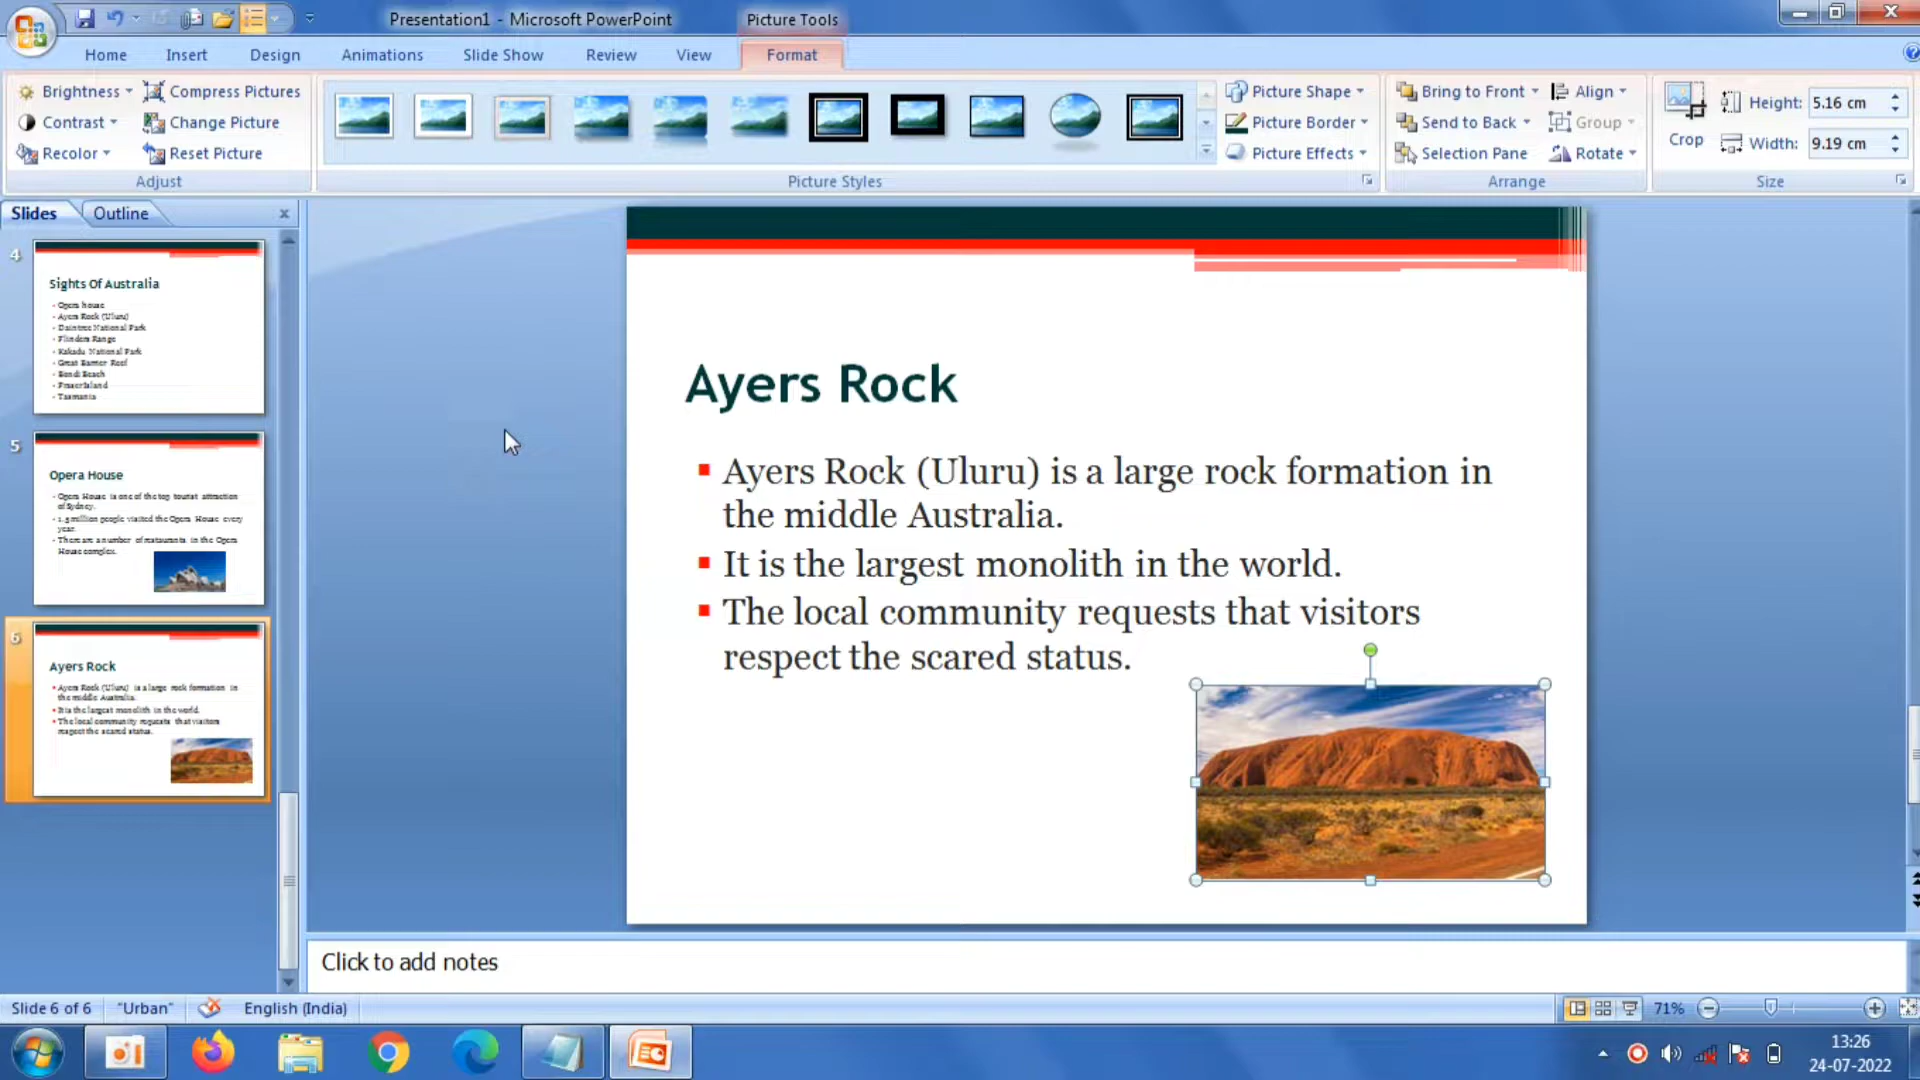 Presentation1 - Microsoft PowerPoint
Picture Tools
Home
Insert
Design
Animations
Slide Show
Review
View
Format
Brightness
Compress Pictures
Contrast
Change Picture
Recolor
Reset Picture
Adjust
Picture Styles
Picture Shape
Picture Border
Picture Effects
Bring to Front
Align
Send to Back
Group
Selection Pane
Rotate
Arrange
Crop
Height: 5.16 cm
Width: 9.19 cm
Size
Slides
Outline
4
Sights Of Australia
Opera house
Ayers Rock (Uluru)
Daintree National Park
Flinders Range
Kakadu National Park
Great Barrier Reef
Bondi Beach
Fraser Island
Tasmania
5
Opera House
Opera House is one of the top tourist attraction
of Sydney.
1.5 million people visited the Opera House every
year.
There are a number of restaurants in the Opera
House complex.
6
Ayers Rock
Ayers Rock (Uluru) is a large rock formation in
the middle Australia.
It is the largest monolith in the world.
The local community requests that visitors
respect the scared status.
Ayers Rock
Ayers Rock (Uluru) is a large rock formation in
the middle Australia.
It is the largest monolith in the world.
The local community requests that visitors
respect the scared status.
Click to add notes
Slide 6 of 6
"Urban"
English (India)
71%
13:26
24-07-2022